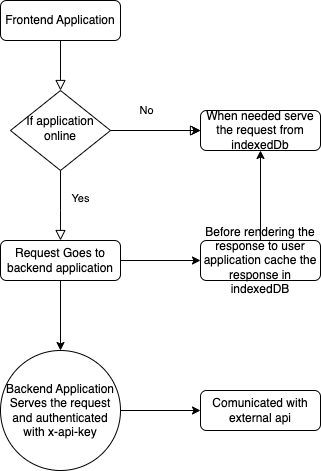 Frontend Application
If application
online
No
When needed serve
the request from
indexedDb
Yes
Request Goes to
backend application
Before rendering the
response to user
application cache the
response in
indexedDB
Backend Application
Serves the request
and authenticated
with x-api-key
Comunicated with
external api